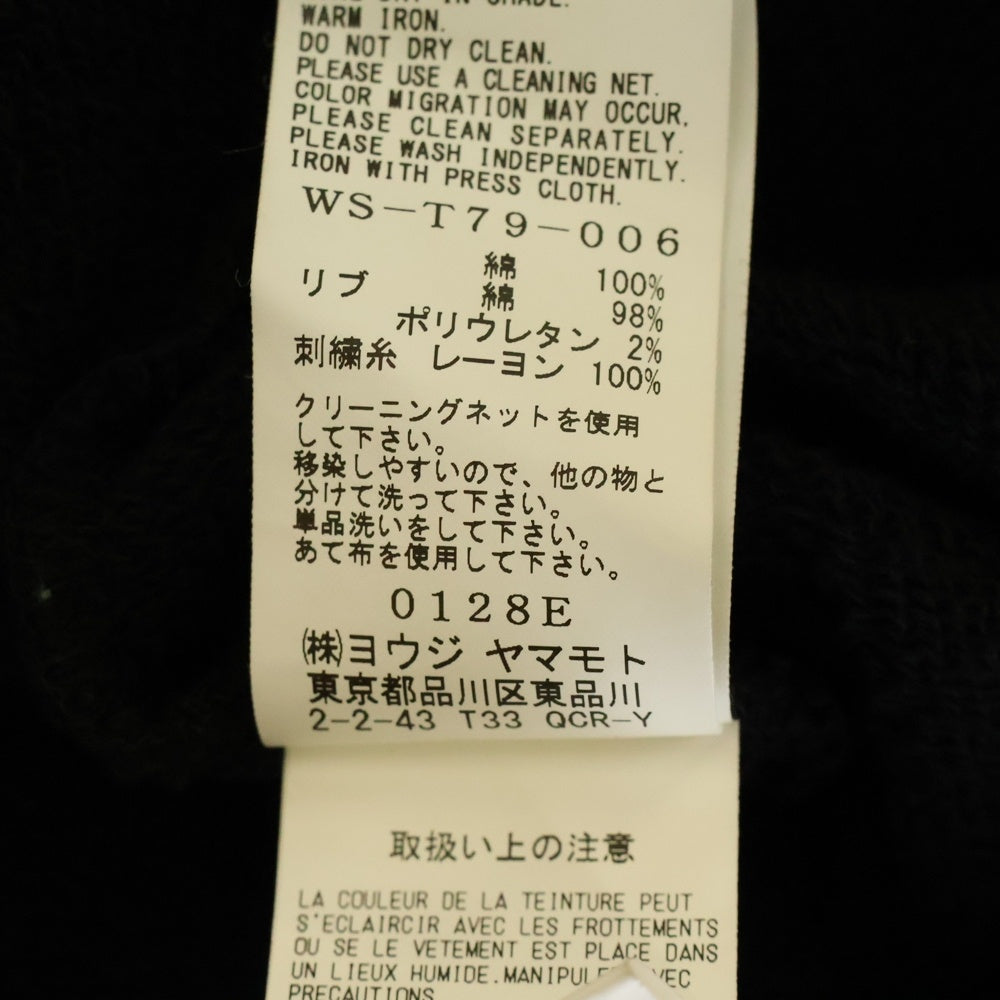 DRY IN SHADE.
WARM IRON.
DO NOT DRY CLEAN.
PLEASE USE A CLEANING NET.
COLOR MIGRATION MAY OCCUR.
PLEASE CLEAN SEPARATELY.
PLEASE WASH INDEPENDENTLY.
IRON WITH PRESS CLOTH.
WS-T79-006
綿 100%
リブ 綿 98%
ポリウレタン 2%
刺繍糸 レーヨン 100%
クリーニングネットを使用
して下さい。
移染しやすいので、他の物と
分けて洗って下さい。
単品洗いをして下さい。
あて布を使用して下さい。
0128E
㈱ヨウジ ヤマモト
東京都品川区東品川
2-2-43 T33 QCR-Y
取扱い上の注意
LA COULEUR DE LA TEINTURE PEUT
S'ECLAIRCIR AVEC LES FROTTEMENTS
OU SE LE VETEMENT EST PLACE DANS
UN LIEUX HUMIDE.MANIPULE VEC
PRECAUTIONS